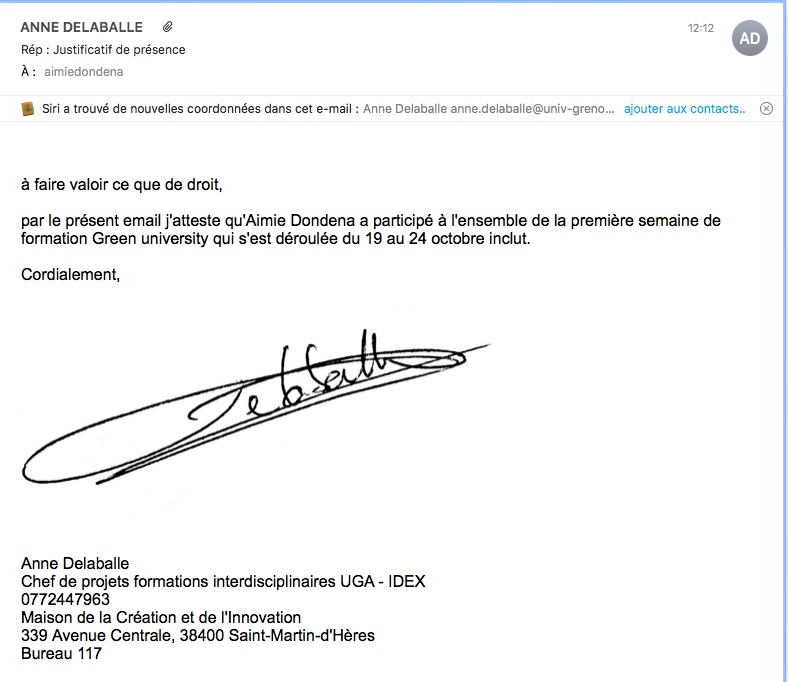 ANNE DELABALLE
12:12
AD
Rép : Justificatif de présence
À : aimiedondena
Siri a trouvé de nouvelles coordonnées dans cet e-mail : Anne Delaballe anne.delaballe@univ-greno... ajouter aux contacts..
à faire valoir ce que de droit,
par le présent email j'atteste qu'Aimie Dondena a participé à l'ensemble de la première semaine de
formation Green university qui s'est déroulée du 19 au 24 octobre inclut.
Cordialement,
Anne Delaballe
Chef de projets formations interdisciplinaires UGA - IDEX
0772447963
Maison de la Création et de l'Innovation
339 Avenue Centrale, 38400 Saint-Martin-d'Hères
Bureau 117